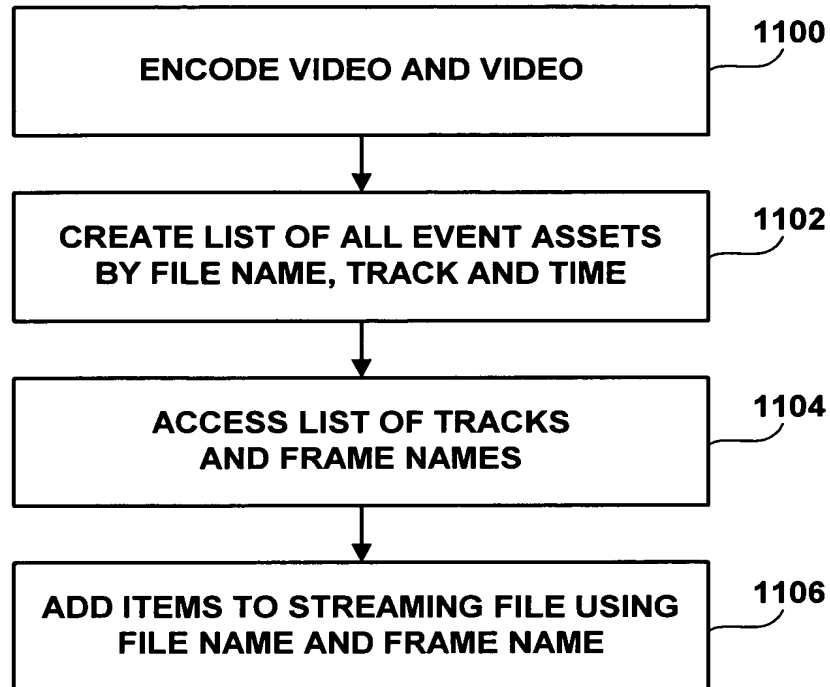 1100
ENCODE VIDEO AND VIDEO
1102
CREATE LIST OF ALL EVENT ASSETS
BY FILE NAME, TRACK AND TIME
1104
ACCESS LIST OF TRACKS
AND FRAME NAMES
1106
ADD ITEMS TO STREAMING FILE USING
FILE NAME AND FRAME NAME